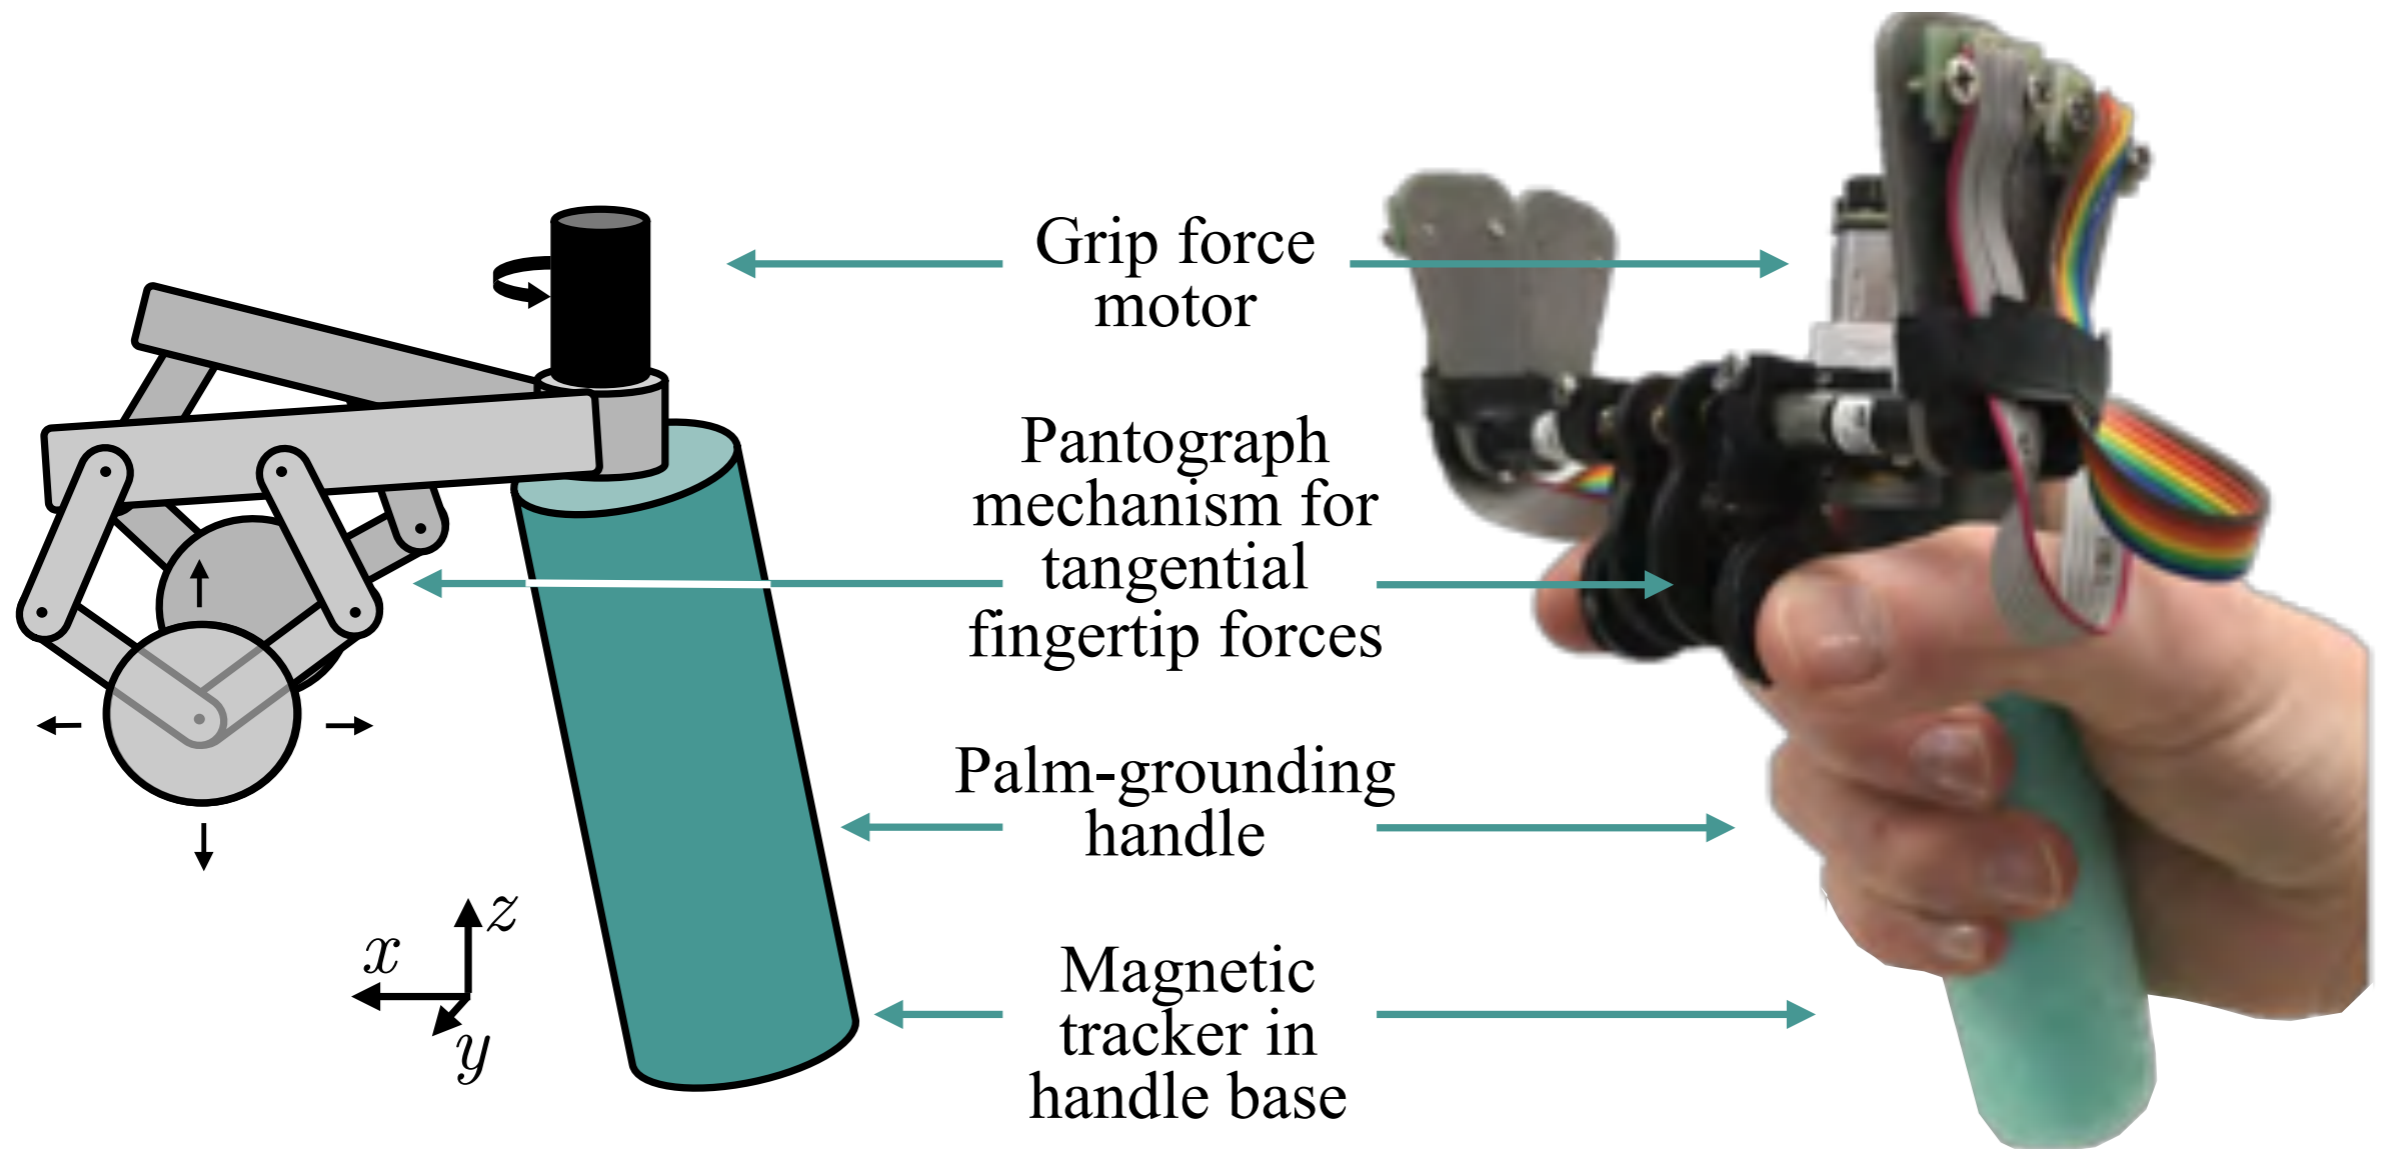 Grip force
motor
Pantograph
mechanism for
tangential
fingertip forces
Palm-grounding
handle
Magnetic
tracker in
handle base
z
x
y